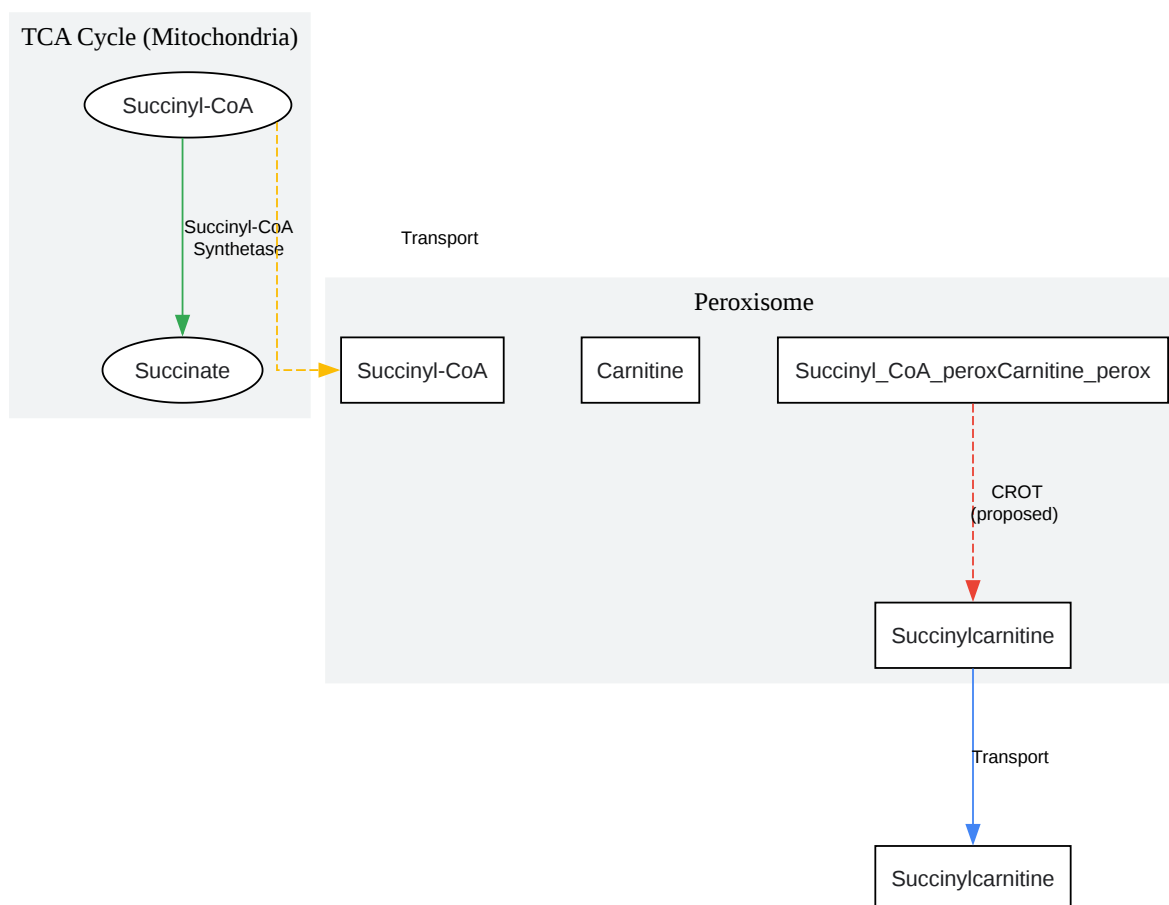 TCA Cycle (Mitochondria)
Succinyl-CoA
Succinyl-CoA
Synthetase
Succinate
Transport
Peroxisome
Succinyl-CoA
Carnitine
Succinyl_CoA_peroxCarnitine_perox
CROT
(proposed)
Succinylcarnitine
Transport
Succinylcarnitine